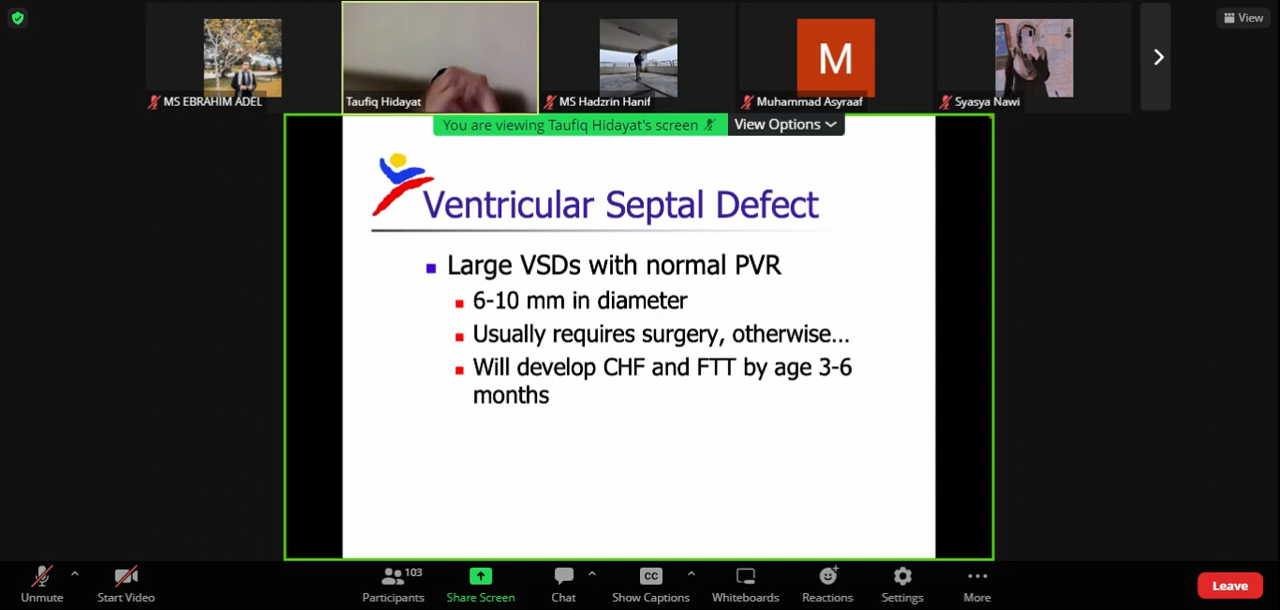 View
MS EBRAHIM ADEL
Taufiq Hidayat
MS Hadzrin Hanif
M
Muhammad Asyraaf
Syasya Nawi
You are viewing Taufiq Hidayat's screen
View Options
Ventricular Septal Defect
Large VSDs with normal PVR
6-10 mm in diameter
Usually requires surgery, otherwise...
Will develop CHF and FTT by age 3-6
months
Unmute
Start Video
103
Participants
Share Screen
Chat
CC
Show Captions
Whiteboards
Reactions
Settings
More
Leave